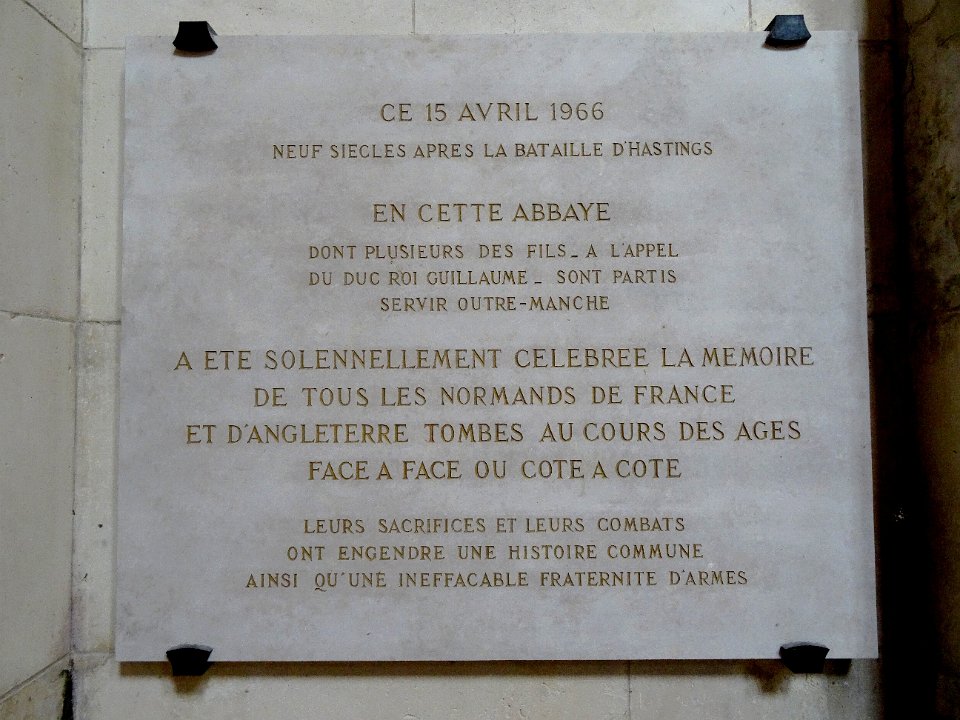 CE 15 AVRIL 1966
NEUF SIECLES APRES LA BATAILLE D'HASTINGS
EN CETTE ABBAYE
DONT PLUSIEURS DES FILS_ A L'APPEL
DU DUC ROI GUILLAUME_ SONT PARTIS
SERVIR OUTRE-MANCHE
A ETE SOLENNELLEMENT CELEBREE LA MEMOIRE
DE TOUS LES NORMANDS DE FRANCE
ET D'ANGLETERRE TOMBES AU COURS DES AGES
FACE A FACE OU COTE A COTE
LEURS SACRIFICES ET LEURS COMBATS
ONT ENGENDRE UNE HISTOIRE COMMUNE
AINSI QU'UNE INEFFACABLE FRATERNITE D'ARMES